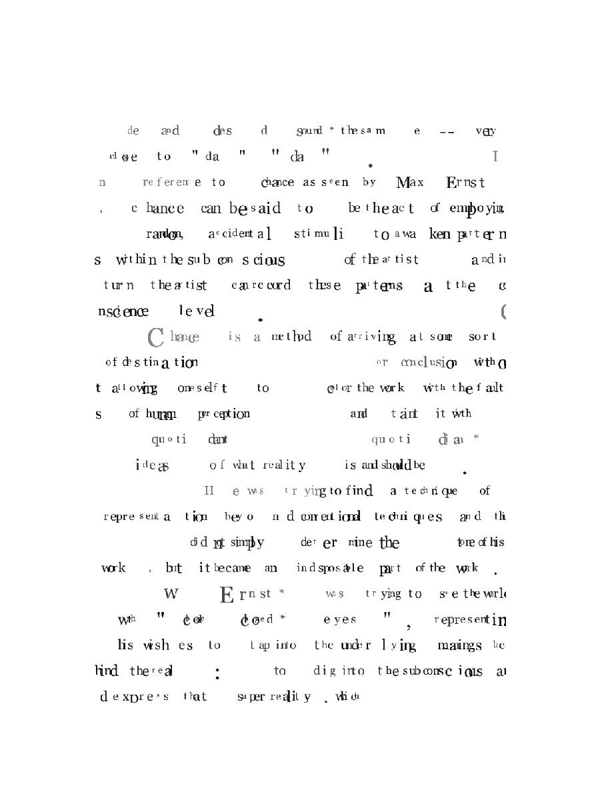 de and des d sound * the sam e -- very
close to " da " " da " . I
n reference to chance as seen by Max Ernst
, chance can be said to be the act of employing
random, accidental stimuli to awaken pattern
s within the subconscious of the artist and in
turn the artist can record these patterns at the co
nscience level . C
Chance is a method of arriving at some sort
of destination or conclusion witho
t allowing oneself t to color the work with the fault
s of human perception and taint it with
quoti dant quoti dian *
ideas of what reality is and should be .
H e was trying to find a technique of
representation beyond conventional techniques and th
did not simply determine the tone of his
work , but it became an indisposable part of the work .
W Ernst * was trying to see the world
with " closed * eyes " , representin
his wishes to tap into the underlying meanings be
hind the real : to dig into the subconscious an
d express that super reality . which